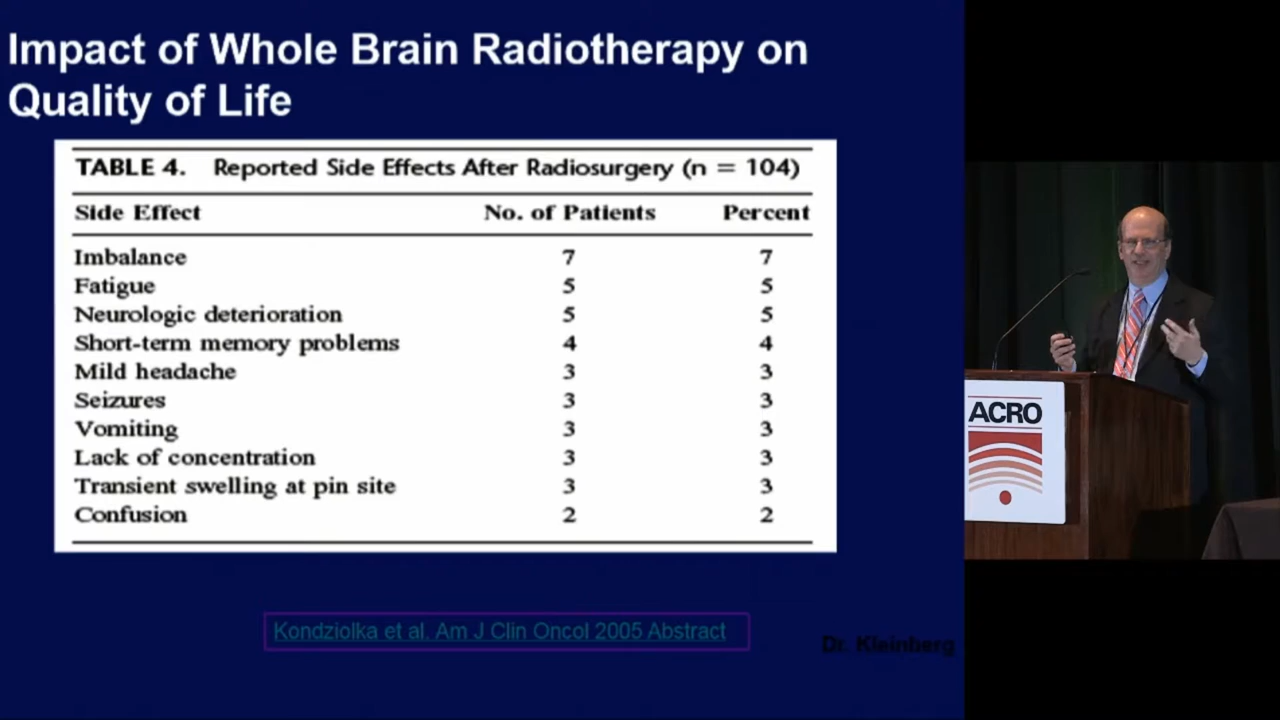 Impact of Whole Brain Radiotherapy on
Quality of Life
TABLE 4. Reported Side Effects After Radiosurgery (n = 104)
Side Effect No. of Patients Percent
Imbalance 7 7
Fatigue 5 5
Neurologic deterioration 5 5
Short-term memory problems 4 4
Mild headache 3 3
Seizures 3 3
Vomiting 3 3
Lack of concentration 3 3
Transient swelling at pin site 3 3
Confusion 2 2
Kondziolka et al. Am J Clin Oncol 2005 Abstract
Dr. Kleinberg
ACRO